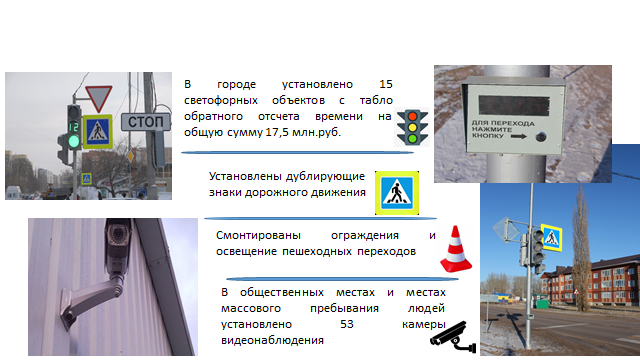 В городе установлено 15
светофорных объектов с табло
обратного отсчета времени на
общую сумму 17,5 млн.руб.
12
СТОП
ДЛЯ ПЕРЕХОДА
НАЖМИТЕ
КНОПКУ
Установлены дублирующие
знаки дорожного движения
Смонтированы ограждения и
освещение пешеходных переходов
В общественных местах и местах
массового пребывания людей
установлено 53 камеры
видеонаблюдения